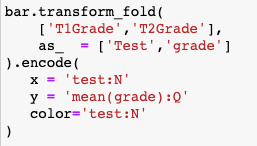 bar.transform_fold(
    ['T1Grade','T2Grade'],
    as_  = ['Test','grade']
).encode(
    x = 'test:N'
    y = 'mean(grade):Q'
    color='test:N'
)